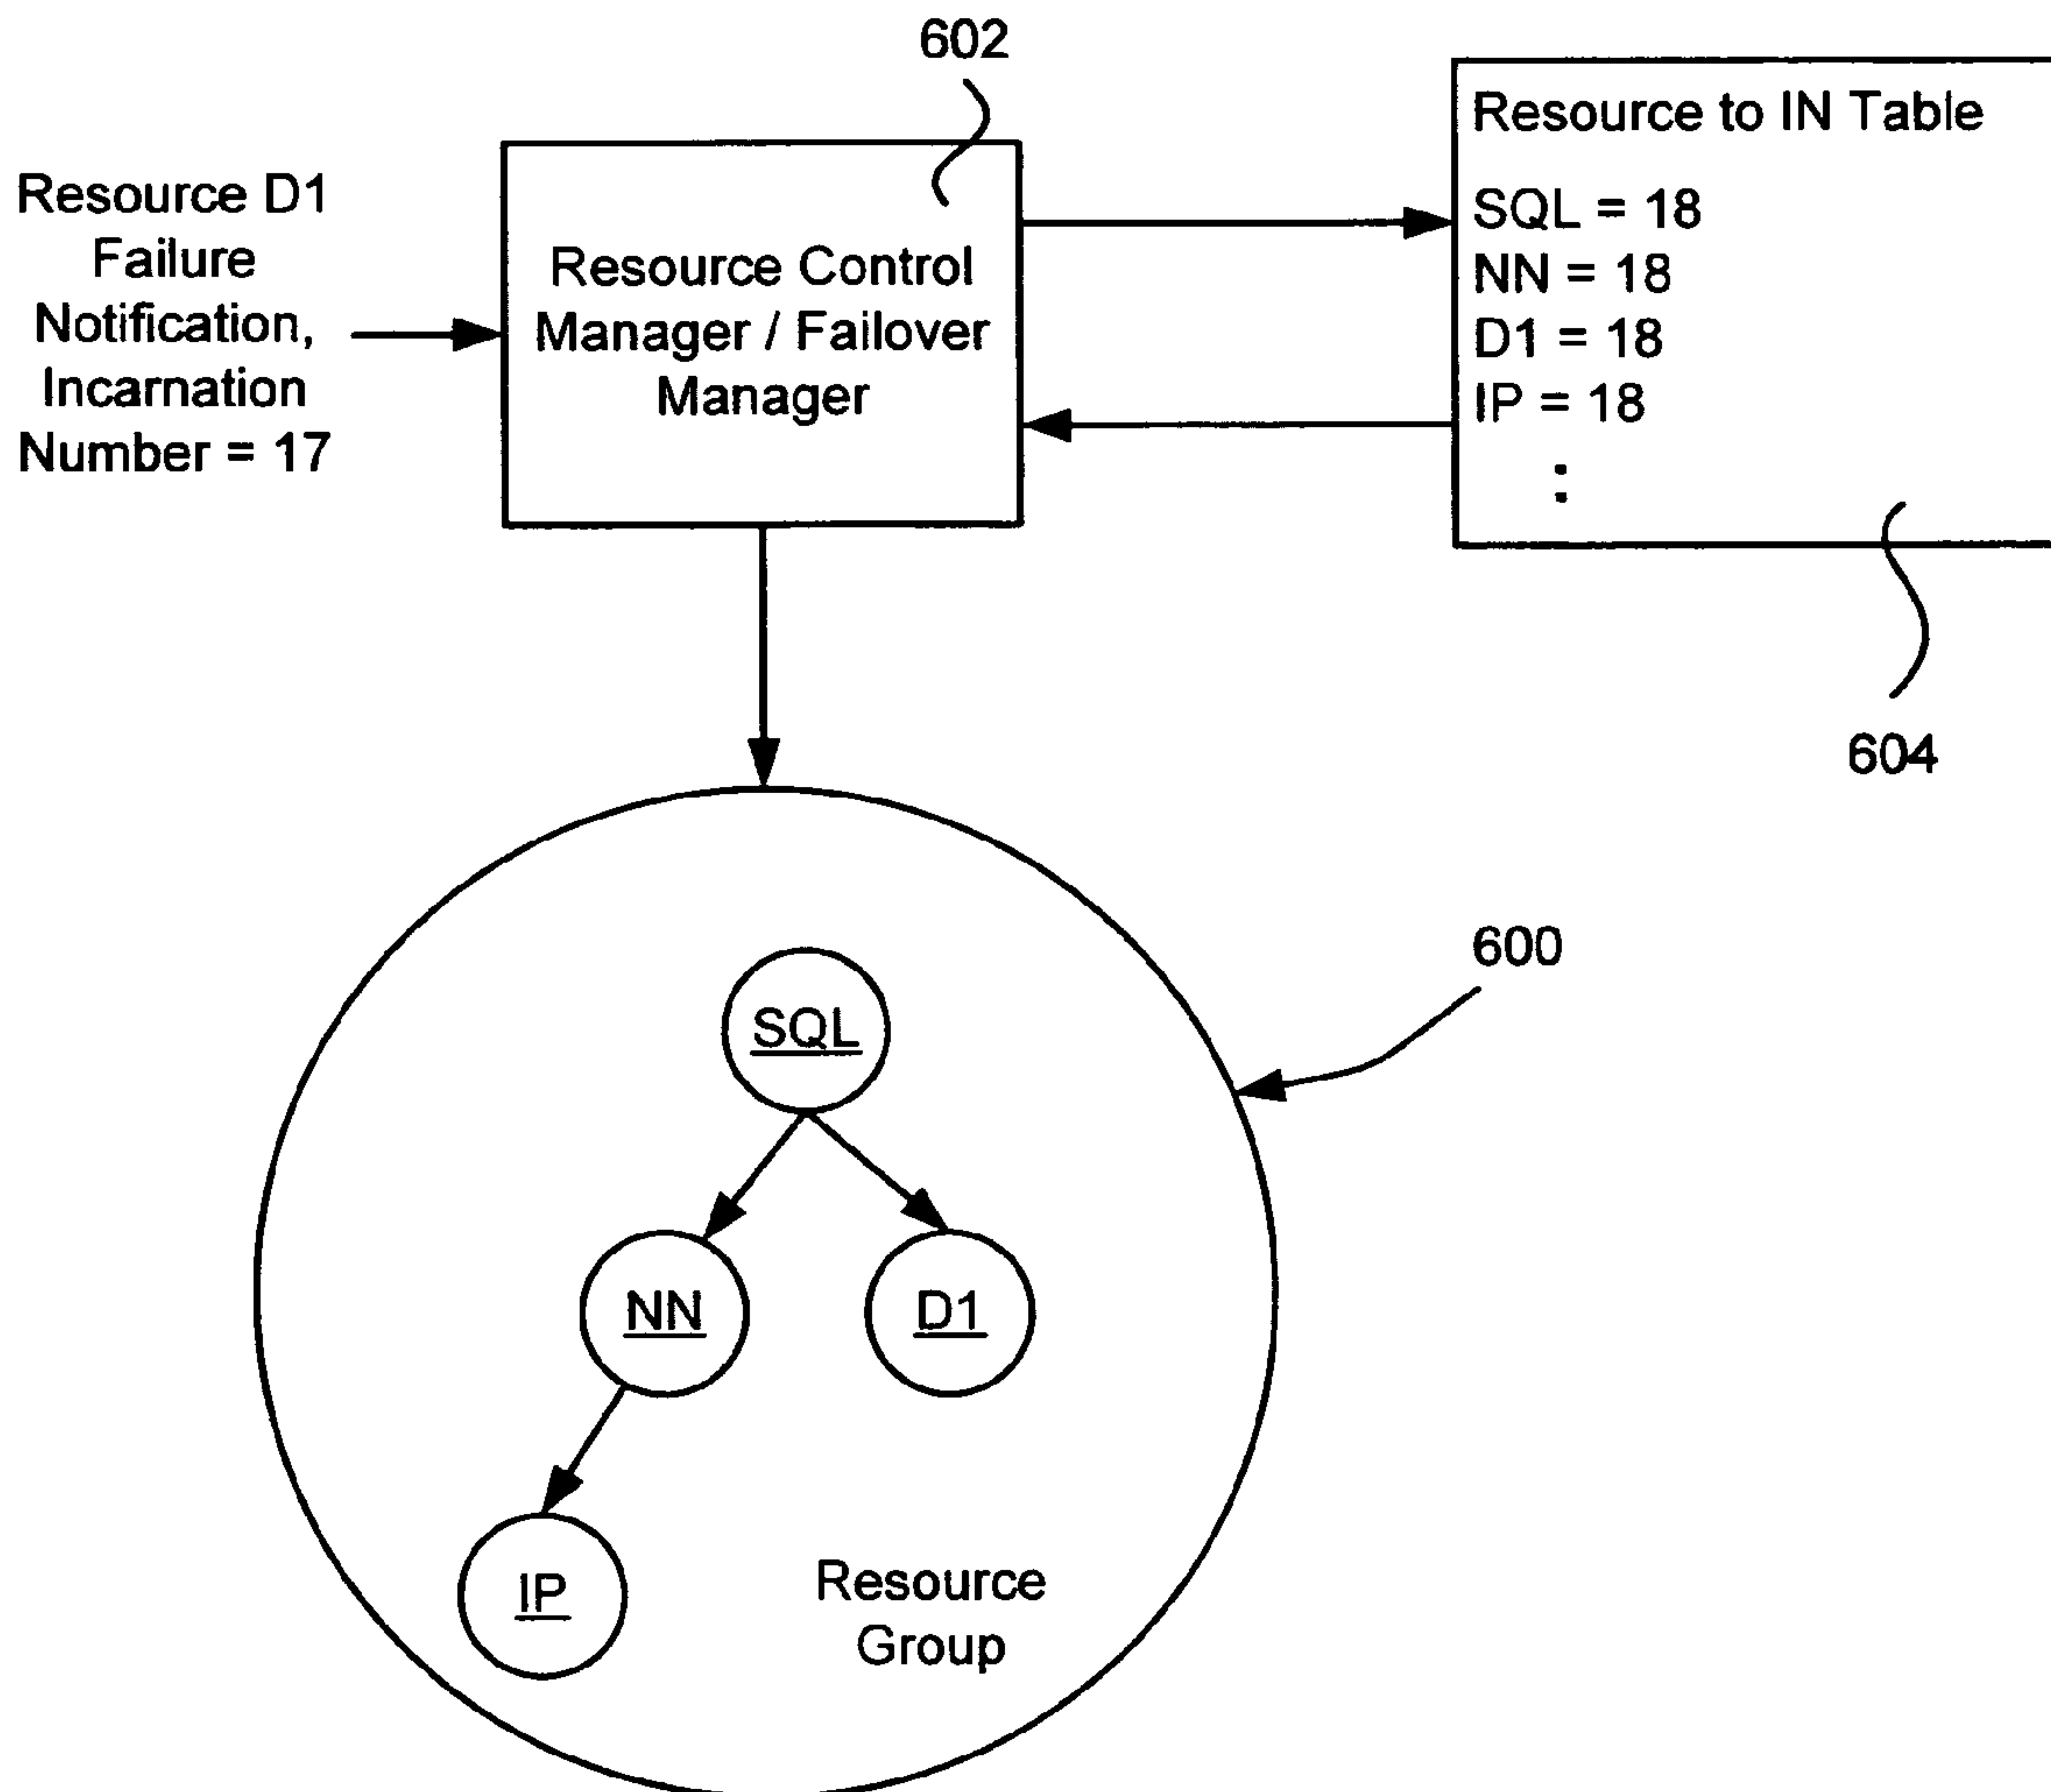 602
Resource D1
Failure
Notification,
Incarnation
Number = 17
Resource Control
Manager / Failover
Manager
Resource to IN Table
SQL = 18
NN = 18
D1 = 18
IP = 18
:
604
600
SQL
NN
D1
IP
Resource
Group